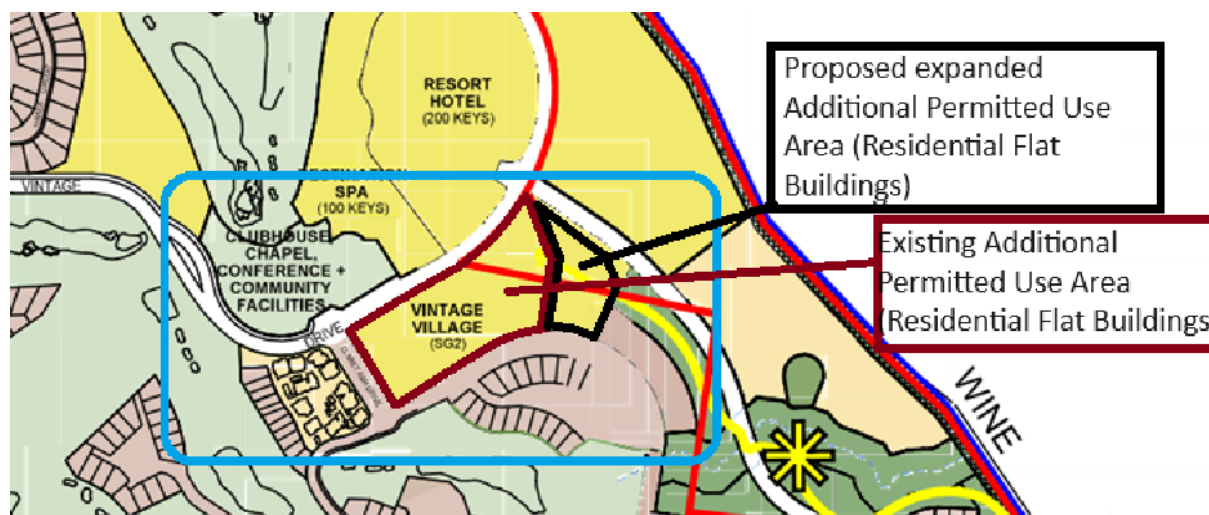 RESORT
HOTEL
(200 KEYS)
Proposed expanded
Additional Permitted Use
Area (Residential Flat
Buildings)
VINTAGE
DESTINATION
SPA
(100 KEYS)
CLUBHOUSE,
CHAPEL,
CONFERENCE +
COMMUNITY
FACILITIES
Existing Additional
Permitted Use Area
(Residential Flat Buildings
VINTAGE
VILLAGE
(SG2)
DRIVE
WINE